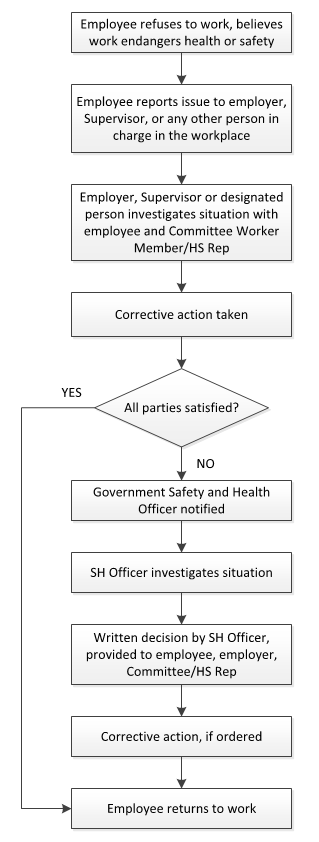 Employee refuses to work, believes
work endangers health or safety
Employee reports issue to employer,
Supervisor, or any other person in
charge in the workplace
Employer, Supervisor or designated
person investigates situation with
employee and Committee Worker
Member/HS Rep
Corrective action taken
All parties satisfied?
YES
NO
Government Safety and Health
Officer notified
SH Officer investigates situation
Written decision by SH Officer,
provided to employee, employer,
Committee/HS Rep
Corrective action, if ordered
Employee returns to work